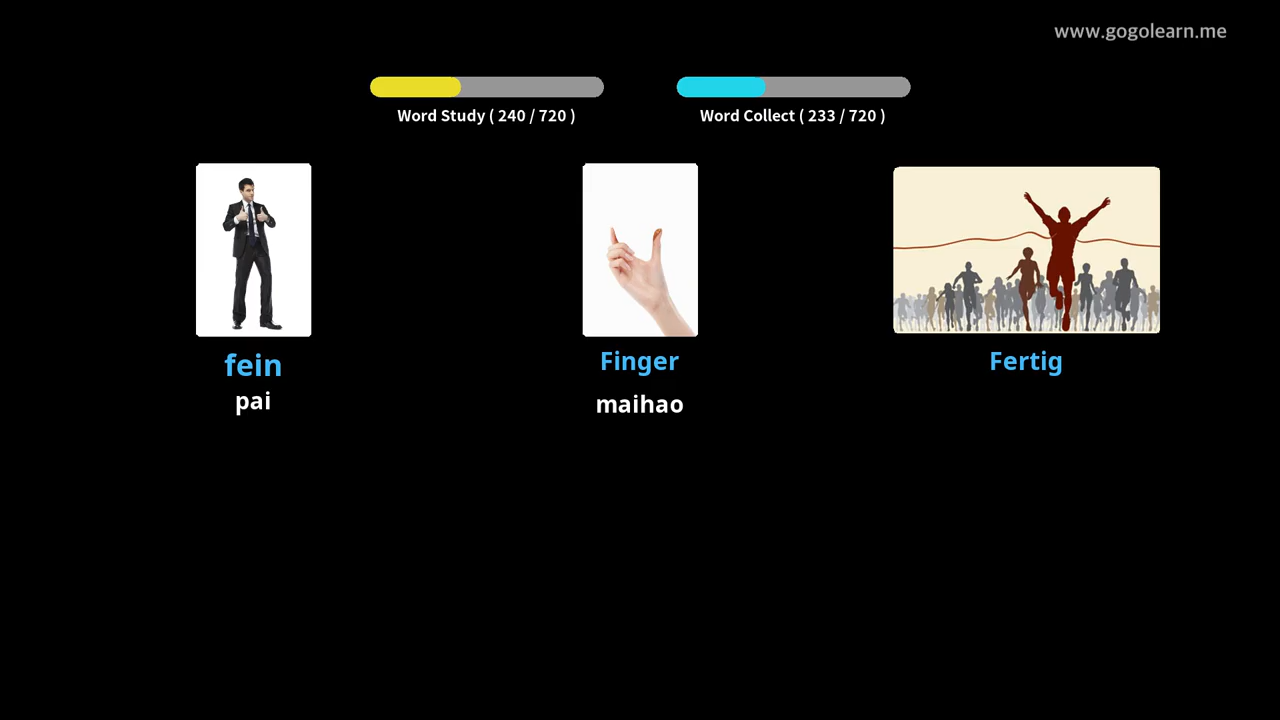 www.gogolearn.me
Word Study ( 240 / 720 )
Word Collect ( 233 / 720 )
fein
pai
Finger
maihao
Fertig